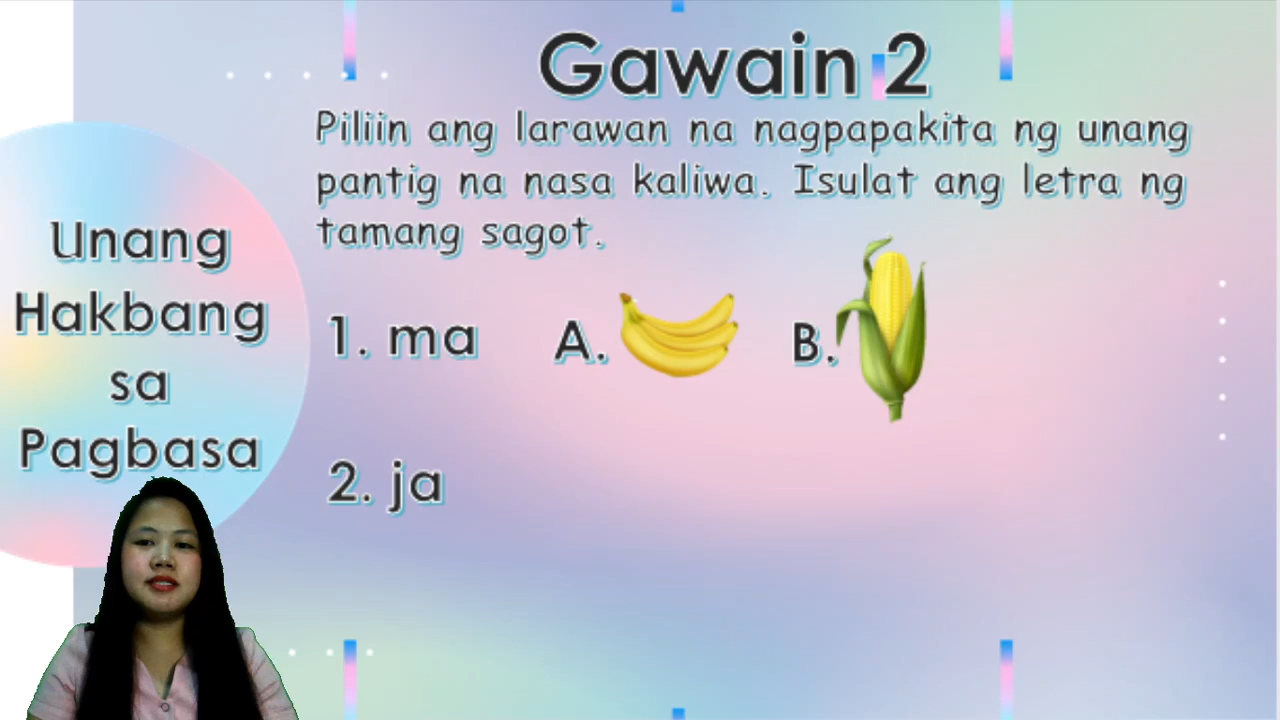 Gawain 2
Piliin ang larawan na nagpapakita ng unang
pantig na nasa kaliwa. Isulat ang letra ng
tamang sagot.
Unang
Hakbang
sa
Pagbasa
1. ma A. B.
2. ja